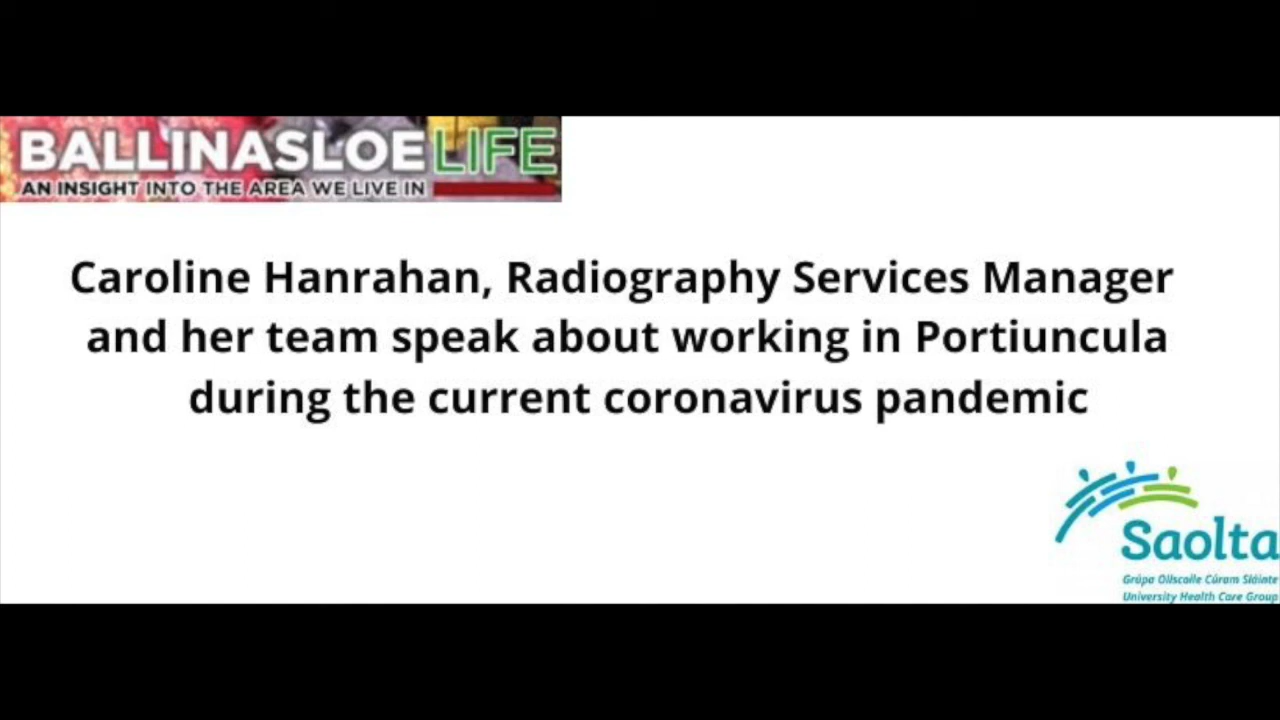 BALLINASLOE LIFE
AN INSIGHT INTO THE AREA WE LIVE IN
Caroline Hanrahan, Radiography Services Manager
and her team speak about working in Portiuncula
during the current coronavirus pandemic
Saolta
Grúpa Ollscoile Cúram Sláinte
University Health Care Group